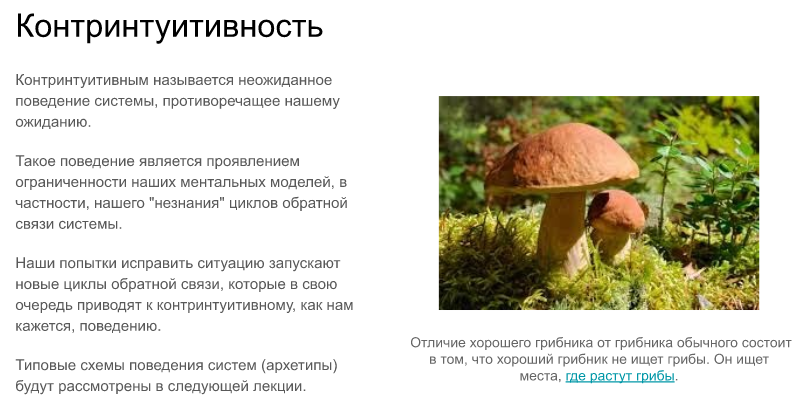 Контринтуитивность
Контринтуитивным называется неожиданное
поведение системы, противоречащее нашему
ожиданию.
Такое поведение является проявлением
ограниченности наших ментальных моделей, в
частности, нашего "незнания" циклов обратной
связи системы.
Наши попытки исправить ситуацию запускают
новые циклы обратной связи, которые в свою
очередь приводят к контринтуитивному, как нам
кажется, поведению.
Типовые схемы поведения систем (архетипы)
будут рассмотрены в следующей лекции.
Отличие хорошего грибника от грибника обычного состоит
в том, что хороший грибник не ищет грибы. Он ищет
места, где растут грибы.